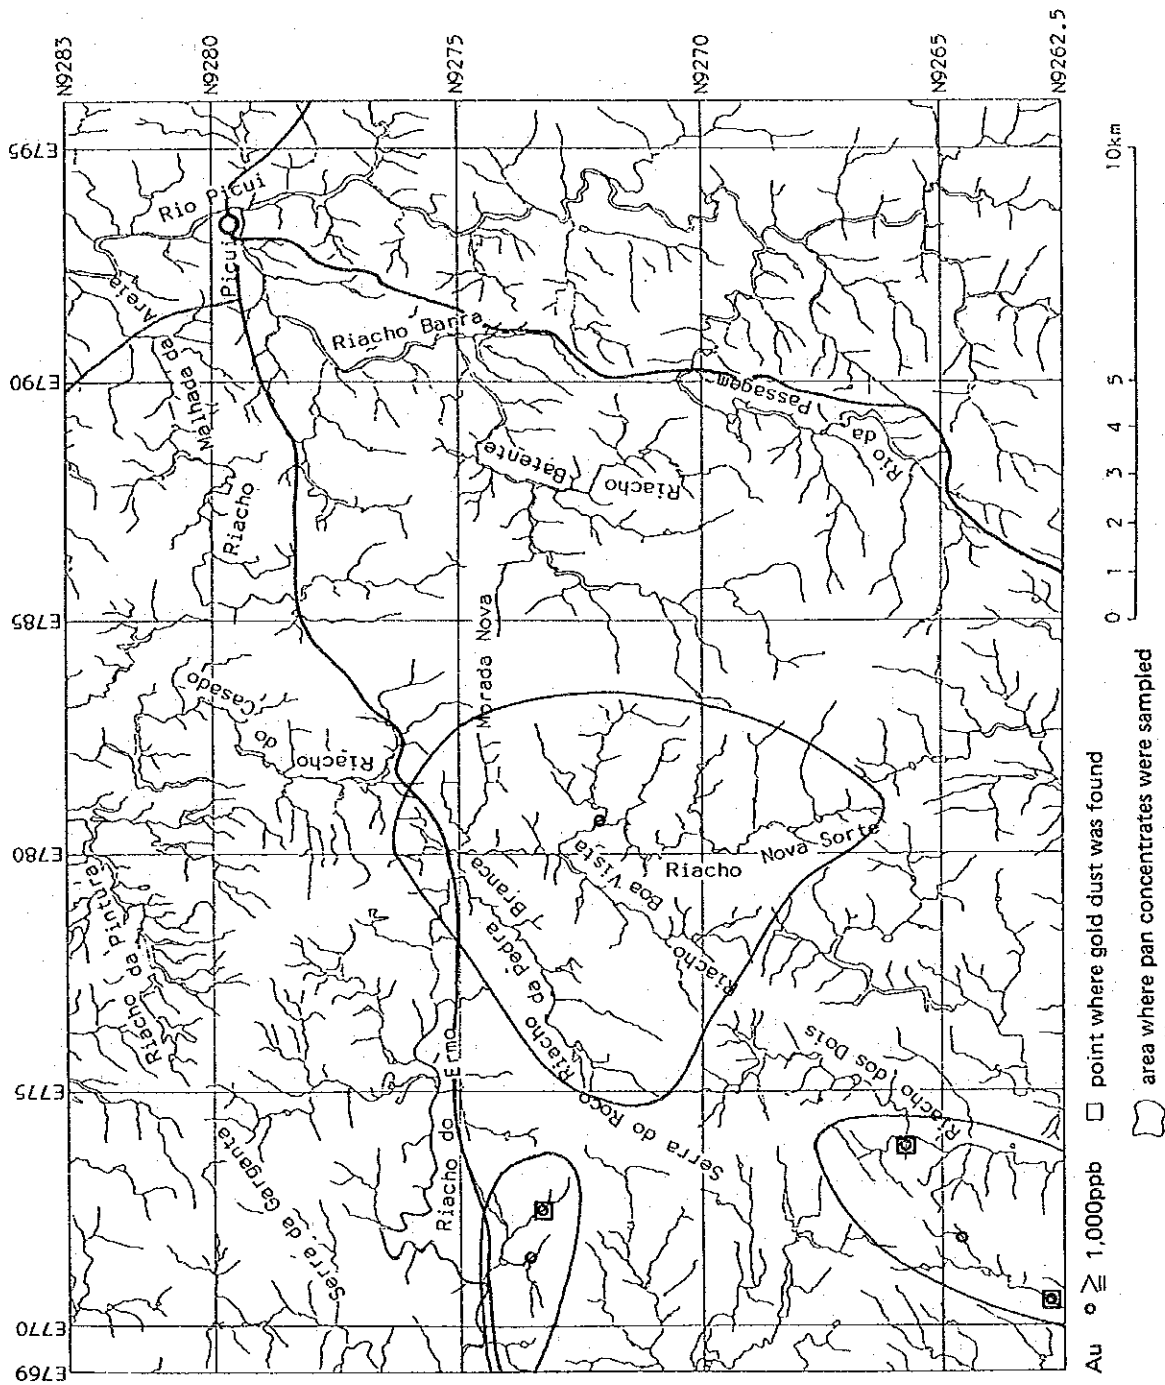 N9283
N9280
N9275
N9270
N9265
N9262.5
E795
E790
E785
E780
E775
E770
E769
Rio Picui
Picui
Riacho Malhada da Areia
Riacho Barra
Riacho Batente
Rio da Passagem
Morada Nova
Riacho do Casado
Riacho da Pintura
Riacho da Pedra Branca
Riacho Boa Vista
Riacho Nova Sorte
Riacho do Ermo
Serra da Garganta
Serra do Roco
Riacho dos Dois
0 1 2 3 4 5 10km
Au ≧ 1,000ppb
point where gold dust was found
area where pan concentrates were sampled